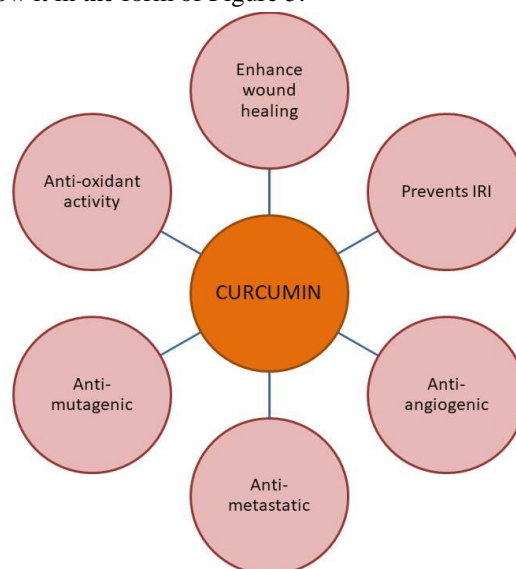 it in the form of Figure 3.
Enhance
wound
healing
Prevents IRI
Anti-
angiogenic
Anti-
metastatic
Anti-
mutagenic
Anti-oxidant
activity
CURCUMIN